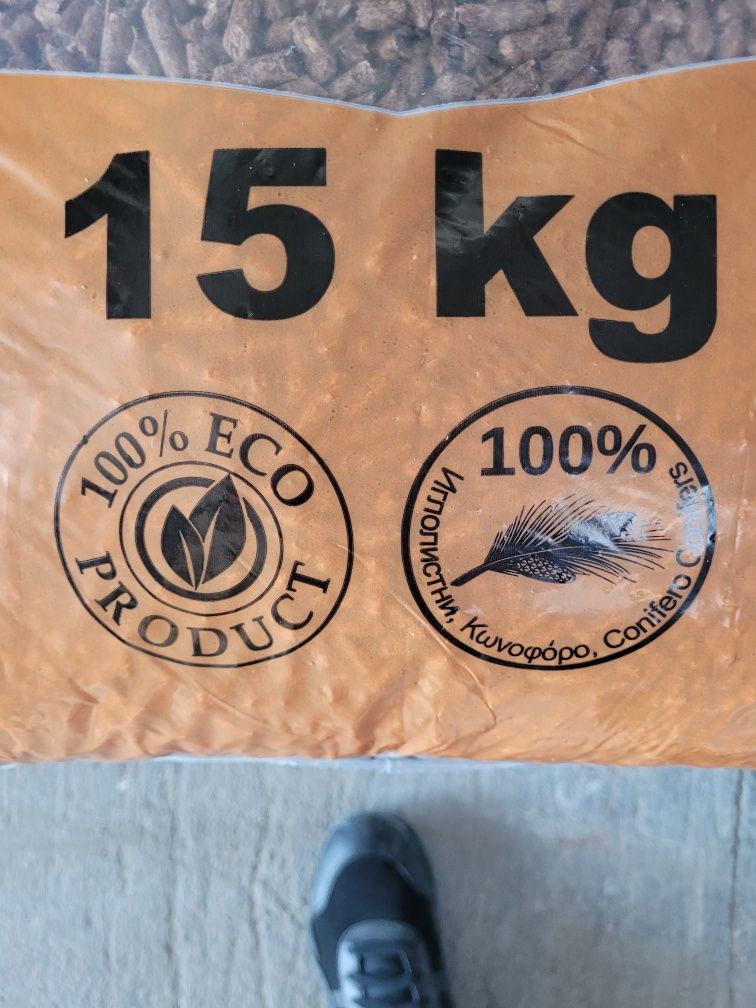 15 kg
100% ECO
PRODUCT
100%
Иглолистни, Κωνοφόρο, Conifero Conifers